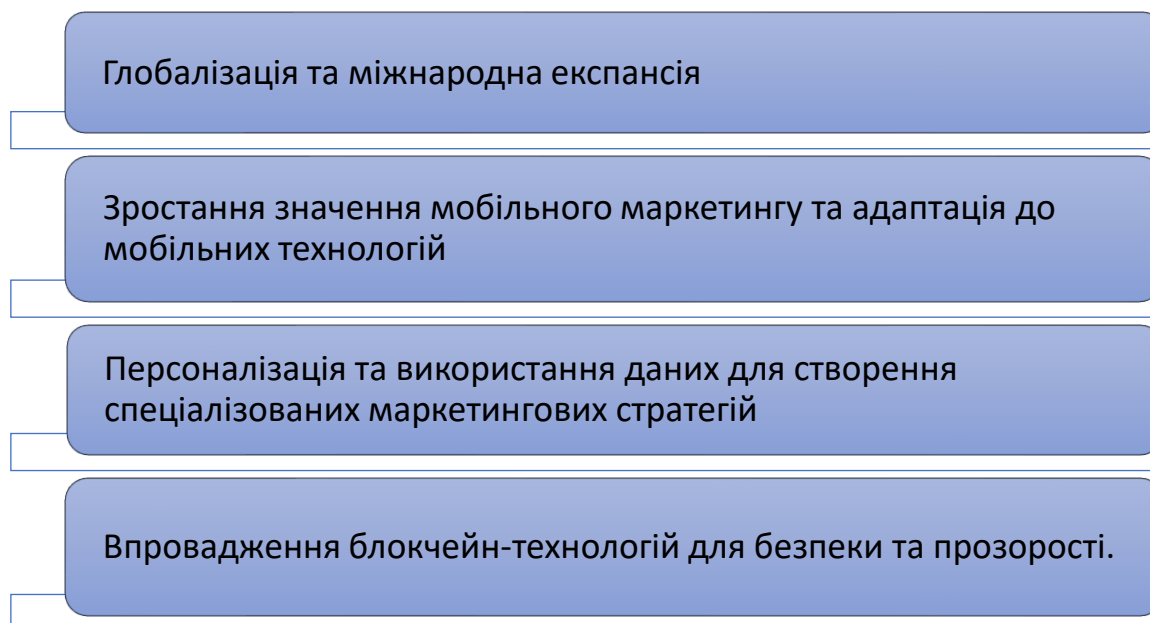 Глобалізація та міжнародна експансія
Зростання значення мобільного маркетингу та адаптація до
мобільних технологій
Персоналізація та використання даних для створення
спеціалізованих маркетингових стратегій
Впровадження блокчейн-технологій для безпеки та прозорості.